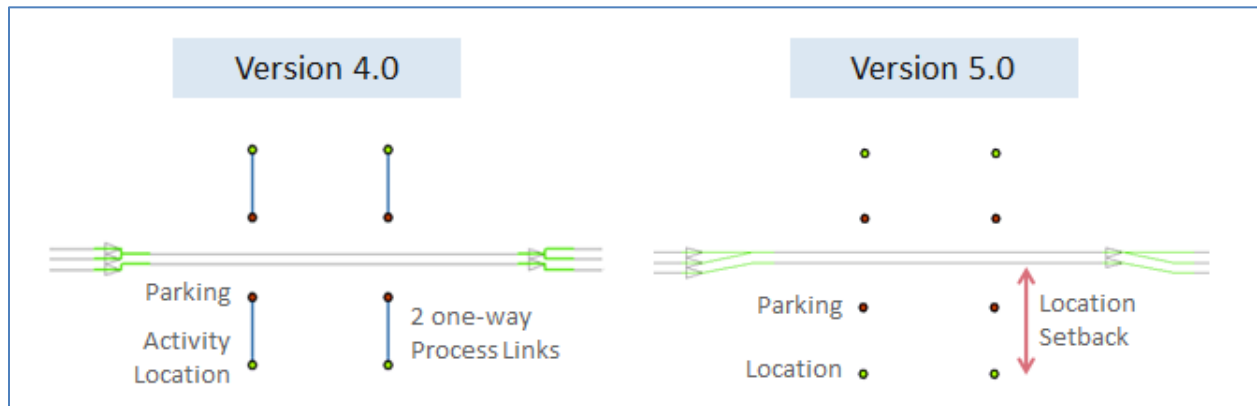 Version 4.0
Parking
Activity
Location
2 one-way
Process Links
Version 5.0
Parking
Location
Location
Setback